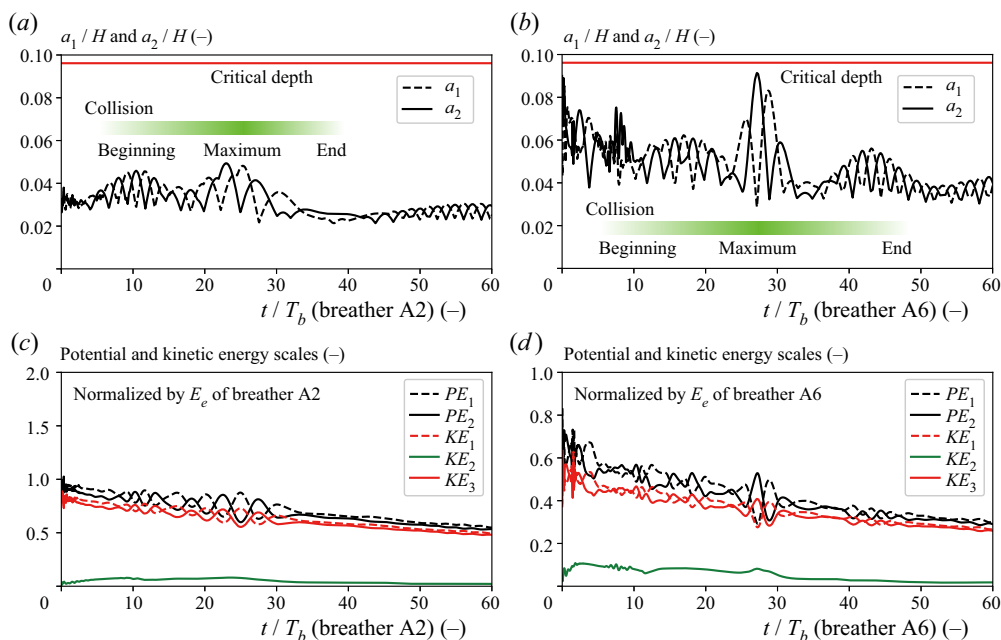 (a)
a1 / H and a2 / H (–)
0.10
0.08
0.06
0.04
0.02
0
10
20
30
40
50
60
Critical depth
a1
a2
Collision
Beginning
Maximum
End
t / Tb (breather A2) (–)
(b)
a1 / H and a2 / H (–)
0.10
0.08
0.06
0.04
0.02
0
10
20
30
40
50
60
Critical depth
a1
a2
Collision
Beginning
Maximum
End
t / Tb (breather A6) (–)
(c)
Potential and kinetic energy scales (–)
2.0
1.5
1.0
0.5
0
10
20
30
40
50
60
Normalized by Ee of breather A2
PE1
PE2
KE1
KE2
KE3
t / Tb (breather A2) (–)
(d)
Potential and kinetic energy scales (–)
1.0
0.8
0.6
0.4
0.2
0
10
20
30
40
50
60
Normalized by Ee of breather A6
PE1
PE2
KE1
KE2
KE3
t / Tb (breather A6) (–)